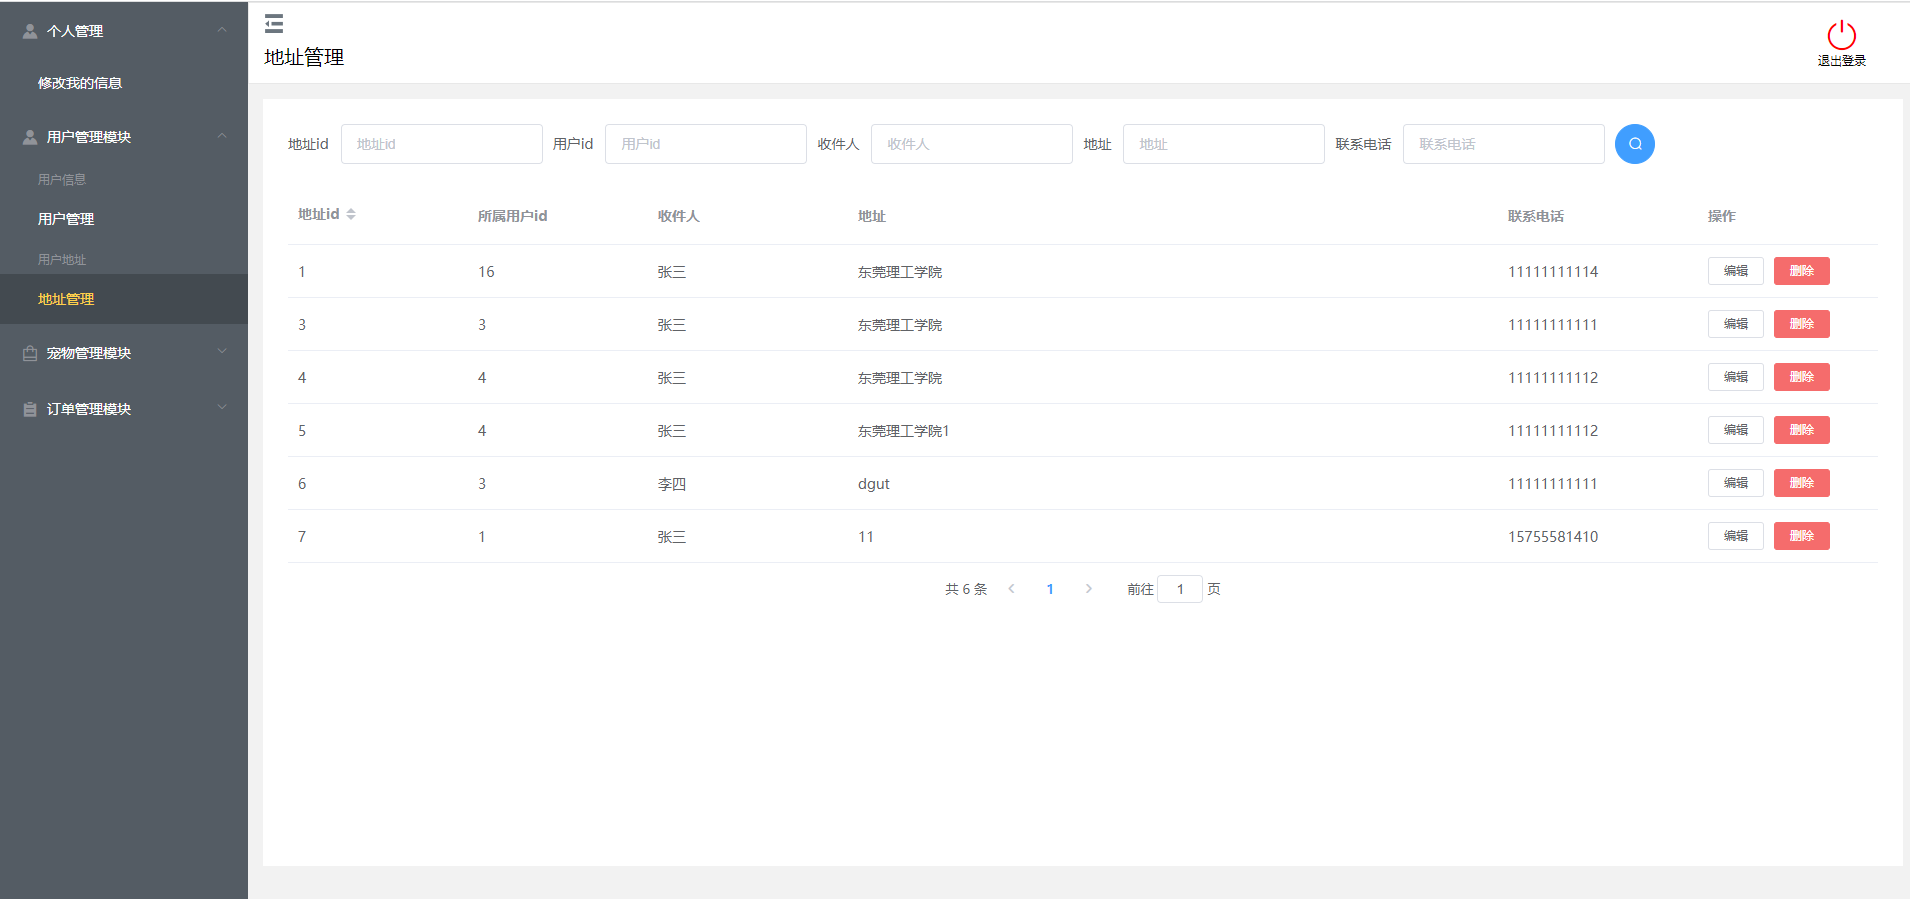 个人管理
修改我的信息
用户管理模块
用户信息
用户管理
用户地址
地址管理
宠物管理模块
订单管理模块
地址管理
退出登录
地址id 地址id 用户id 用户id 收件人 收件人 地址 地址 联系电话 联系电话
地址id 所属用户id 收件人 地址 联系电话 操作
1 16 张三 东莞理工学院 11111111114 编辑 删除
3 3 张三 东莞理工学院 11111111111 编辑 删除
4 4 张三 东莞理工学院 11111111112 编辑 删除
5 4 张三 东莞理工学院1 11111111112 编辑 删除
6 3 李四 dgut 11111111111 编辑 删除
7 1 张三 11 15755581410 编辑 删除
共 6 条 1 前往 1 页